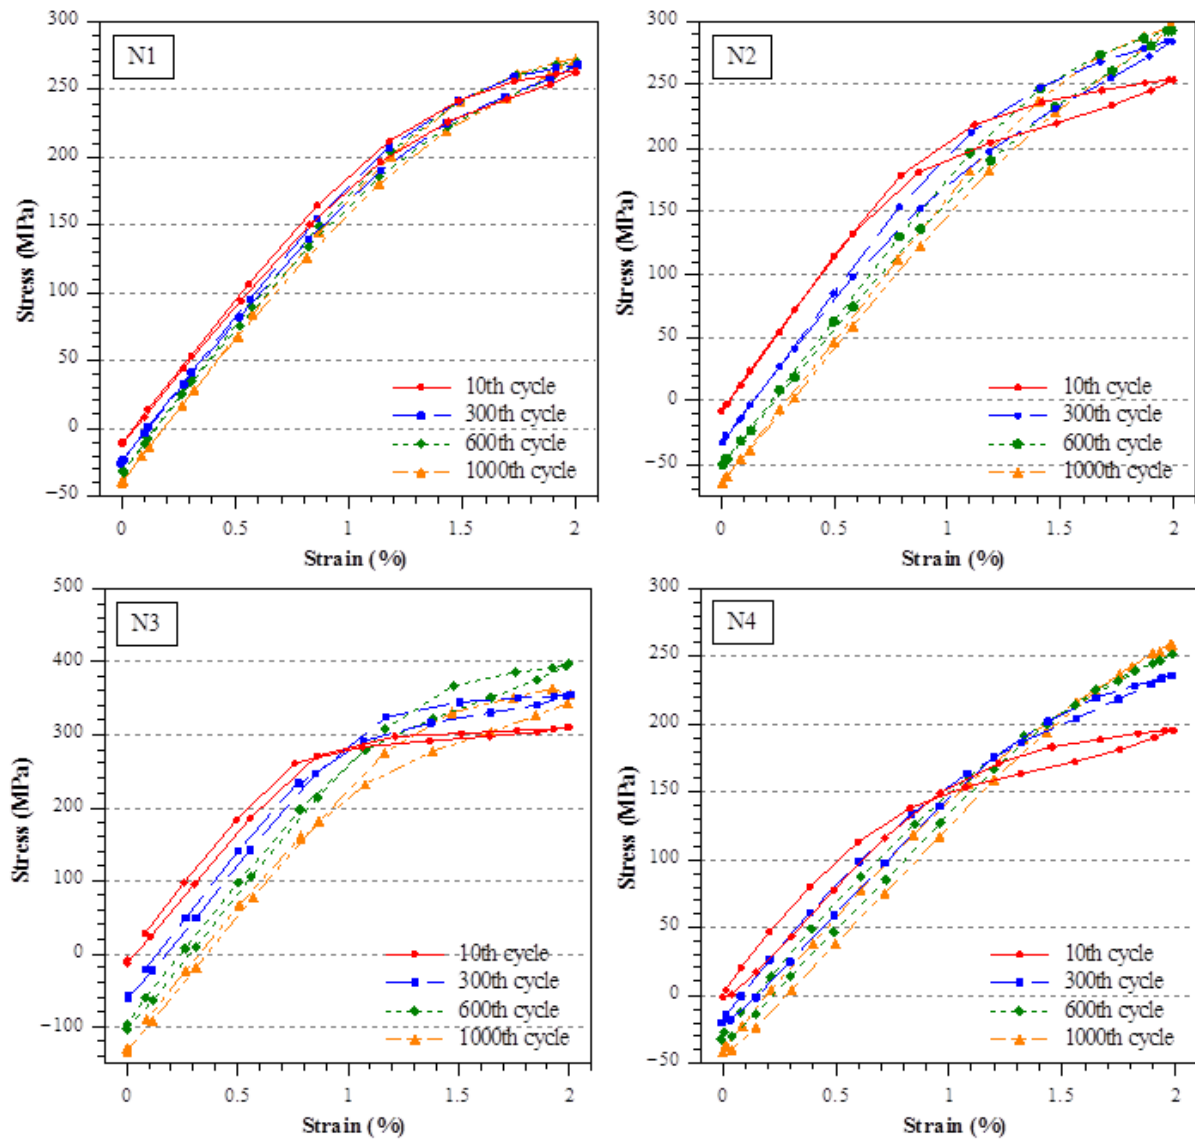 N1
Stress (MPa)
300
250
200
150
100
50
0
−50
10th cycle
300th cycle
600th cycle
1000th cycle
0 0.5 1 1.5 2
Strain (%)
N2
Stress (MPa)
300
250
200
150
100
50
0
−50
10th cycle
300th cycle
600th cycle
1000th cycle
0 0.5 1 1.5 2
Strain (%)
N3
Stress (MPa)
500
400
300
200
100
0
−100
10th cycle
300th cycle
600th cycle
1000th cycle
0 0.5 1 1.5 2
Strain (%)
N4
Stress (MPa)
300
250
200
150
100
50
0
−50
10th cycle
300th cycle
600th cycle
1000th cycle
0 0.5 1 1.5 2
Strain (%)